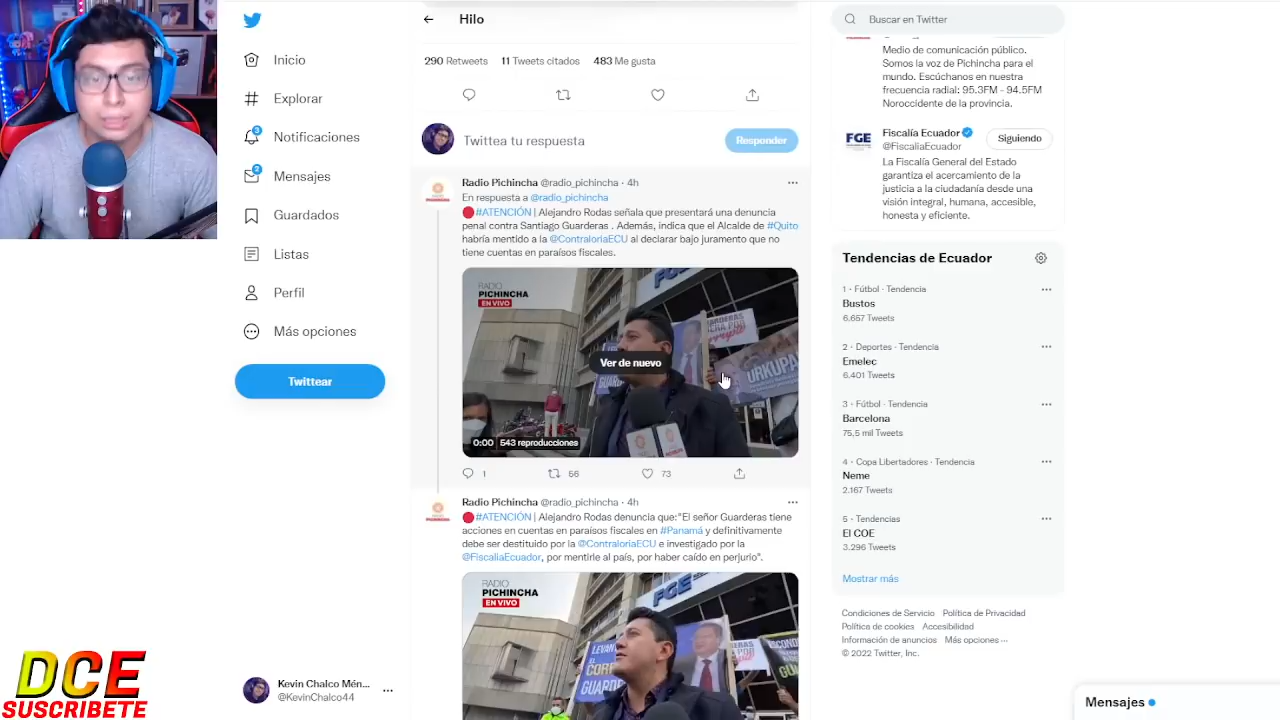 Inicio
Explorar
3
Notificaciones
2
Mensajes
Guardados
Listas
Perfil
Más opciones
Twittear
Kevin Chalco Mén...
@KevinChalco44
DCE
SUSCRIBETE
Hilo
290 Retweets 11 Tweets citados 483 Me gusta
Twittea tu respuesta
Responder
Radio Pichincha @radio_pichincha · 4h
En respuesta a @radio_pichincha
🔴#ATENCIÓN | Alejandro Rodas señala que presentará una denuncia
penal contra Santiago Guarderas . Además, indica que el Alcalde de #Quito
habría mentido a la @ContraloriaECU al declarar bajo juramento que no
tiene cuentas en paraísos fiscales.
RADIO
PICHINCHA
EN VIVO
FGE
URKUPA
Ver de nuevo
0:00 543 reproducciones
1 56 73
Radio Pichincha @radio_pichincha · 4h
🔴#ATENCIÓN | Alejandro Rodas denuncia que:"El señor Guarderas tiene
acciones en cuentas en paraísos fiscales en #Panamá y definitivamente
debe ser destituido por la @ContraloriaECU e investigado por la
@FiscaliaEcuador, por mentirle al país, por haber caído en perjurio".
RADIO
PICHINCHA
EN VIVO
FGE
Buscar en Twitter
Medio de comunicación público.
Somos la voz de Pichincha para el
mundo. Escúchanos en nuestra
frecuencia radial: 95.3FM - 94.5FM
Noroccidente de la provincia.
FGE
Fiscalía Ecuador
@FiscaliaEcuador
Siguiendo
La Fiscalía General del Estado
garantiza el acercamiento de la
justicia a la ciudadanía desde una
visión integral, humana, accesible,
honesta y eficiente.
Tendencias de Ecuador
1 · Fútbol · Tendencia
Bustos
6.657 Tweets
2 · Deportes · Tendencia
Emelec
6.401 Tweets
3 · Fútbol · Tendencia
Barcelona
75,5 mil Tweets
4 · Copa Libertadores · Tendencia
Neme
2.167 Tweets
5 · Tendencias
El COE
3.296 Tweets
Mostrar más
Condiciones de Servicio Política de Privacidad
Política de cookies Accesibilidad
Información de anuncios Más opciones ···
© 2022 Twitter, Inc.
Mensajes